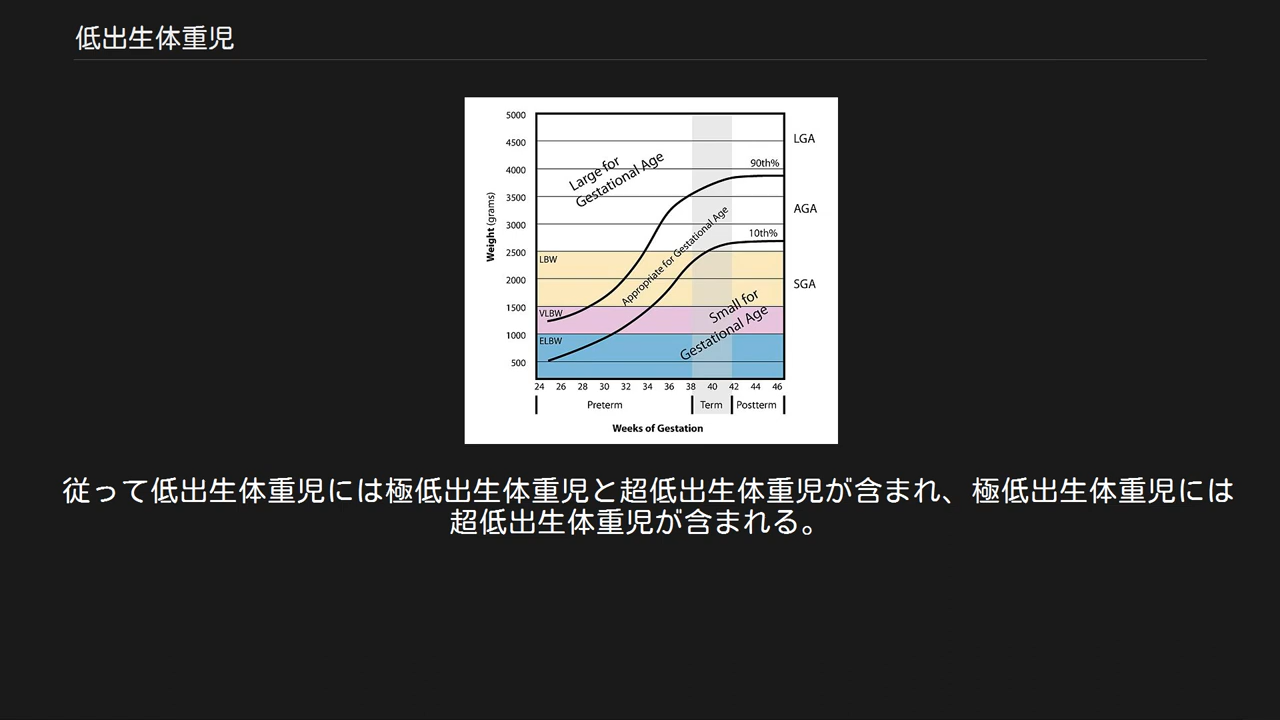 低出生体重児
5000
4500
4000
3500
3000
2500
2000
1500
1000
500
Weight (grams)
Large for
Gestational Age
90th%
LGA
Appropriate for Gestational Age
AGA
10th%
LBW
Small for
Gestational Age
SGA
VLBW
ELBW
24 26 28 30 32 34 36 38 40 42 44 46
Preterm Term Postterm
Weeks of Gestation
従って低出生体重児には極低出生体重児と超低出生体重児が含まれ、極低出生体重児には
超低出生体重児が含まれる。